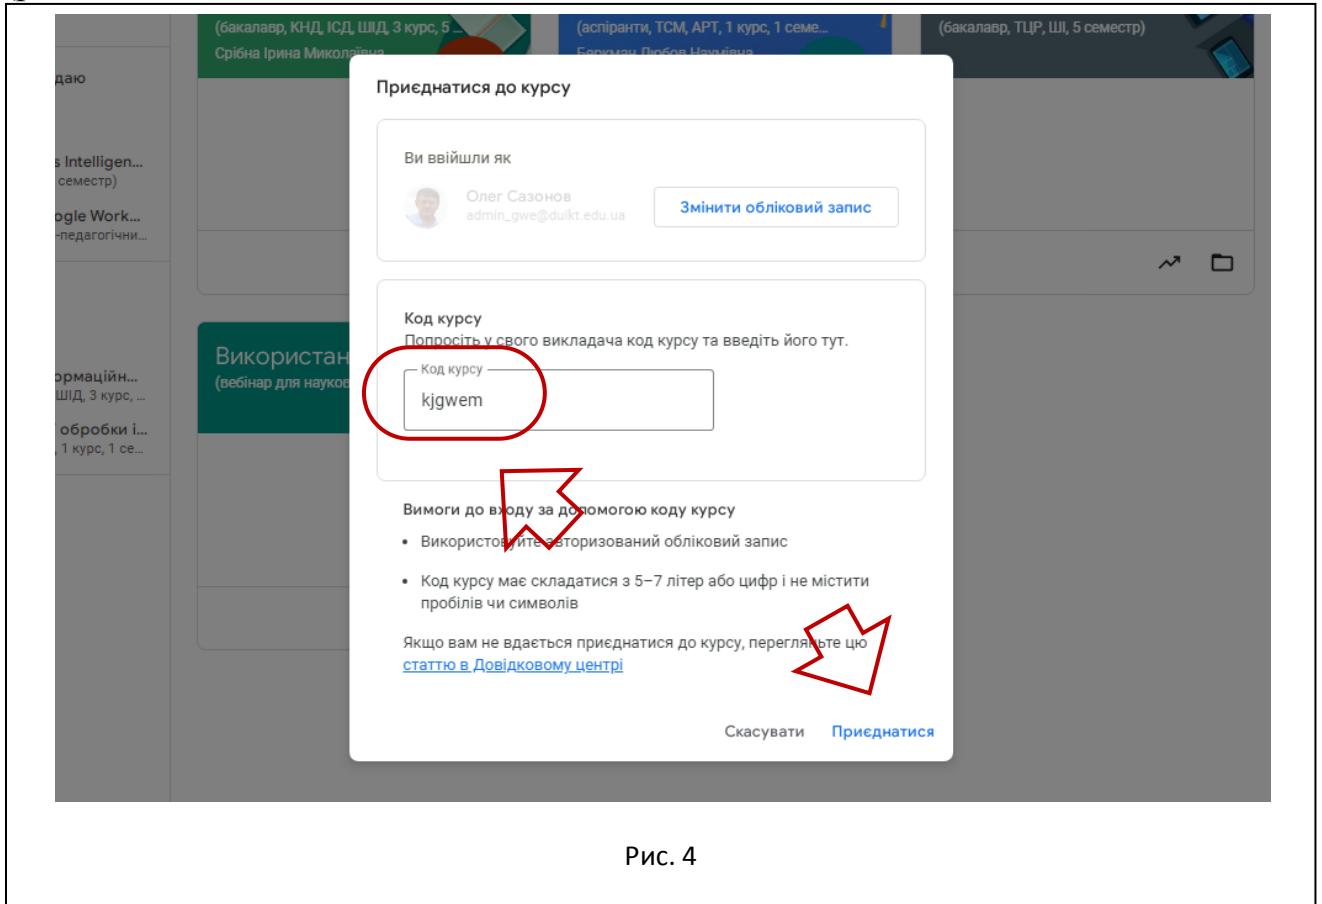 (бакалавр, КНД, ІСД, ШІД, 3 курс, 5 ...
Срібна Ірина Миколаївна
(аспіранти, ТСМ, АРТ, 1 курс, 1 семе...
Беркман Любов Наумівна
(бакалавр, ТЦР, ШІ, 5 семестр)
даю
s Intelligen...
семестр)
ogle Work...
-педагогічни...
ормаційн...
ШІД, 3 курс, ...
обробки і...
, 1 курс, 1 се...
Використан
(вебінар для науков
Приєднатися до курсу
Ви ввійшли як
Олег Сазонов
admin_gwe@duikt.edu.ua
Змінити обліковий запис
Код курсу
Попросіть у свого викладача код курсу та введіть його тут.
Код курсу
kjgwem
Вимоги до входу за допомогою коду курсу
• Використовуйте авторизований обліковий запис
• Код курсу має складатися з 5–7 літер або цифр і не містити
пробілів чи символів
Якщо вам не вдається приєднатися до курсу, перегляньте цю
статтю в Довідковому центрі
Скасувати Приєднатися
Рис. 4